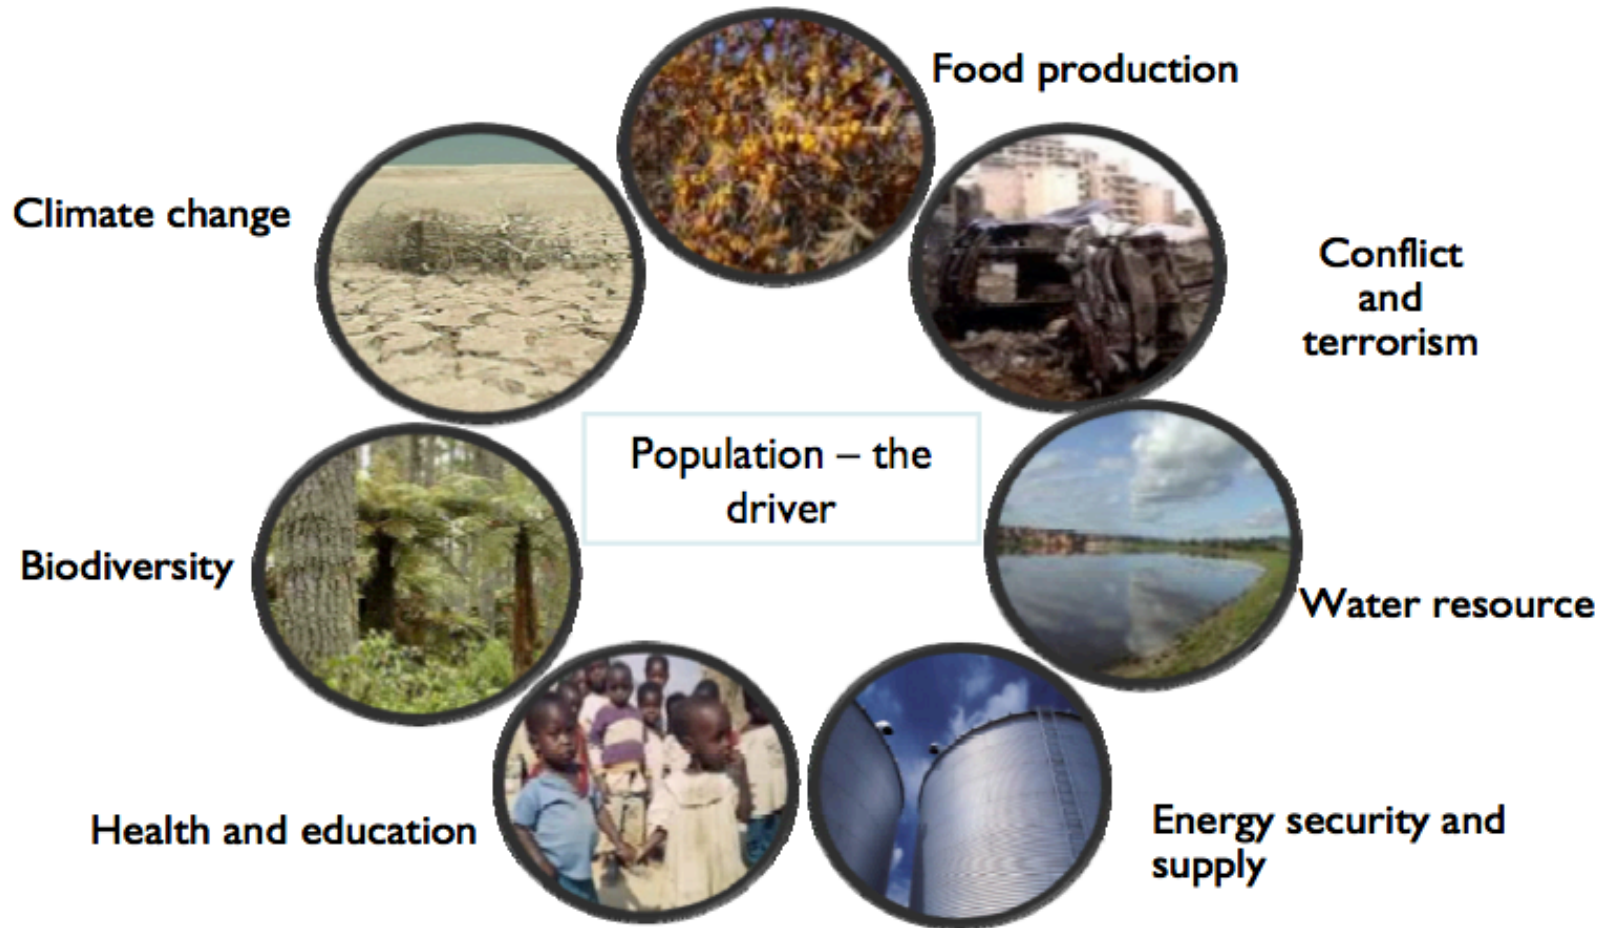 Food production
Climate change
Conflict
and
terrorism
Population – the
driver
Biodiversity
Water resource
Health and education
Energy security and
supply